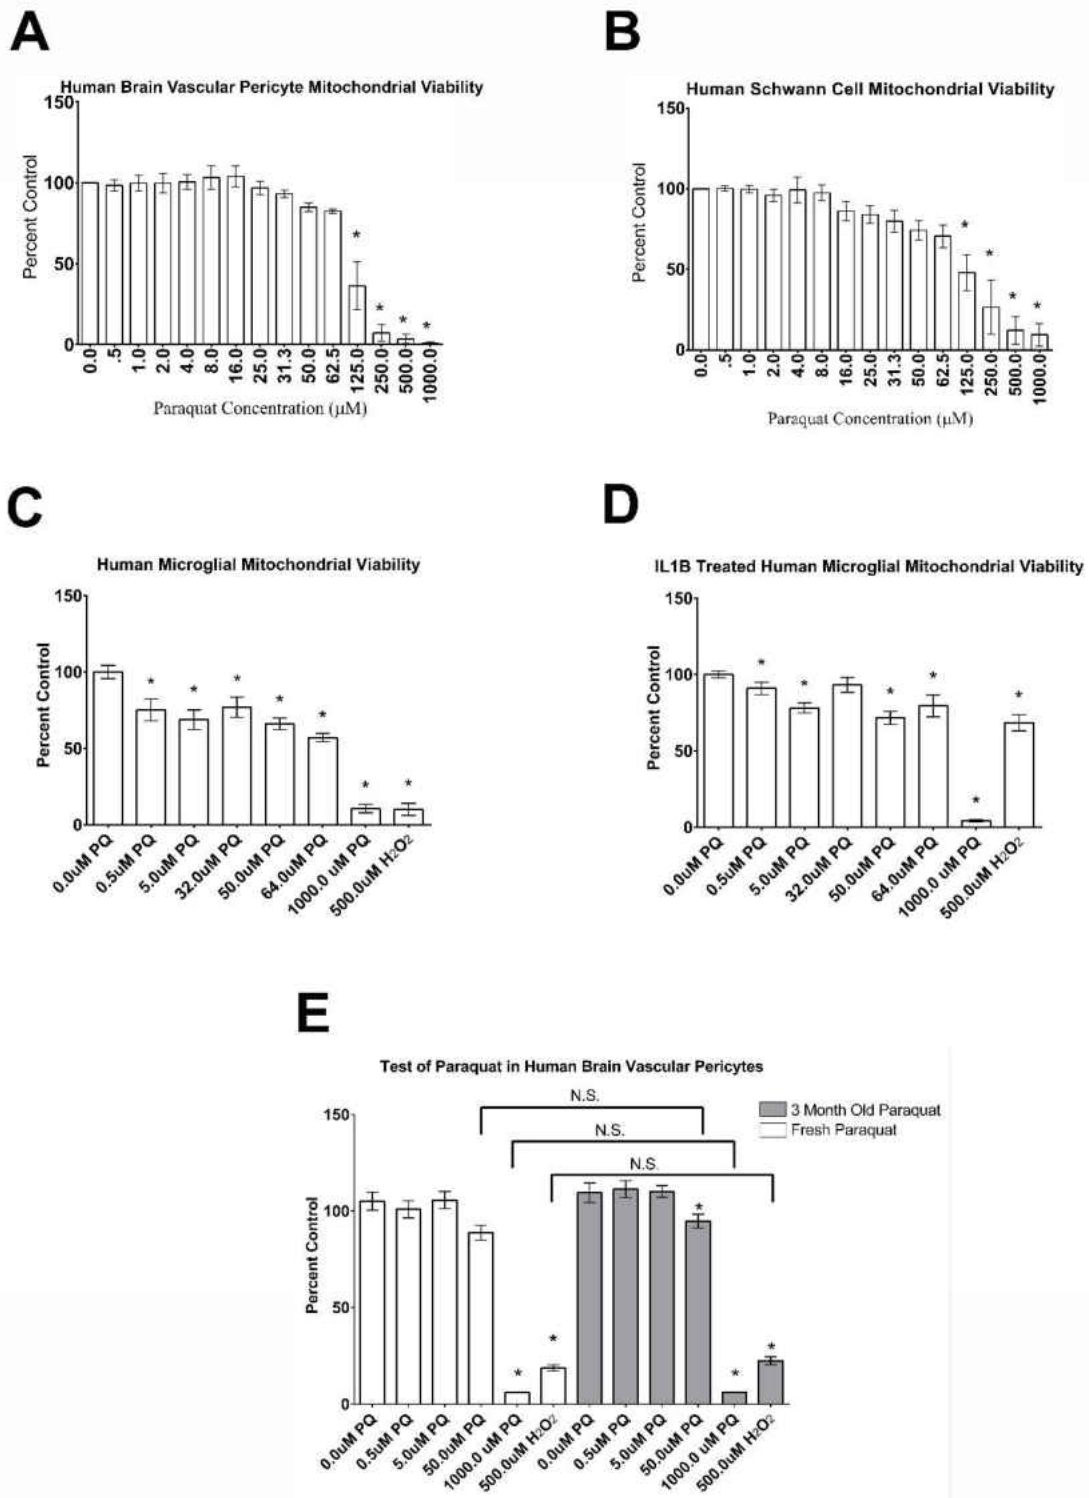 A
Human Brain Vascular Pericyte Mitochondrial Viability
150
100
50
0
Percent Control
0.0 .5 1.0 2.0 4.0 8.0 16.0 25.0 31.3 50.0 62.5 125.0 250.0 500.0 1000.0
* * * *
Paraquat Concentration (μM)
B
Human Schwann Cell Mitochondrial Viability
150
100
50
0
Percent Control
0.0 .5 1.0 2.0 4.0 8.0 16.0 25.0 31.3 50.0 62.5 125.0 250.0 500.0 1000.0
* * * *
Paraquat Concentration (μM)
C
Human Microglial Mitochondrial Viability
150
100
50
0
Percent Control
* * * * * * *
0.0uM PQ
0.5uM PQ
5.0uM PQ
32.0uM PQ
50.0uM PQ
64.0uM PQ
1000.0 uM PQ
500.0uM H2O2
D
IL1B Treated Human Microglial Mitochondrial Viability
150
100
50
0
Percent Control
* * * * * *
0.0uM PQ
0.5uM PQ
5.0uM PQ
32.0uM PQ
50.0uM PQ
64.0uM PQ
1000.0 uM PQ
500.0uM H2O2
E
Test of Paraquat in Human Brain Vascular Pericytes
N.S.
N.S.
N.S.
3 Month Old Paraquat
Fresh Paraquat
150
100
50
0
Percent Control
* * * * *
0.0uM PQ
0.5uM PQ
5.0uM PQ
50.0uM PQ
1000.0 uM PQ
500.0uM H2O2
0.0uM PQ
0.5uM PQ
5.0uM PQ
50.0uM PQ
1000.0 uM PQ
500.0uM H2O2